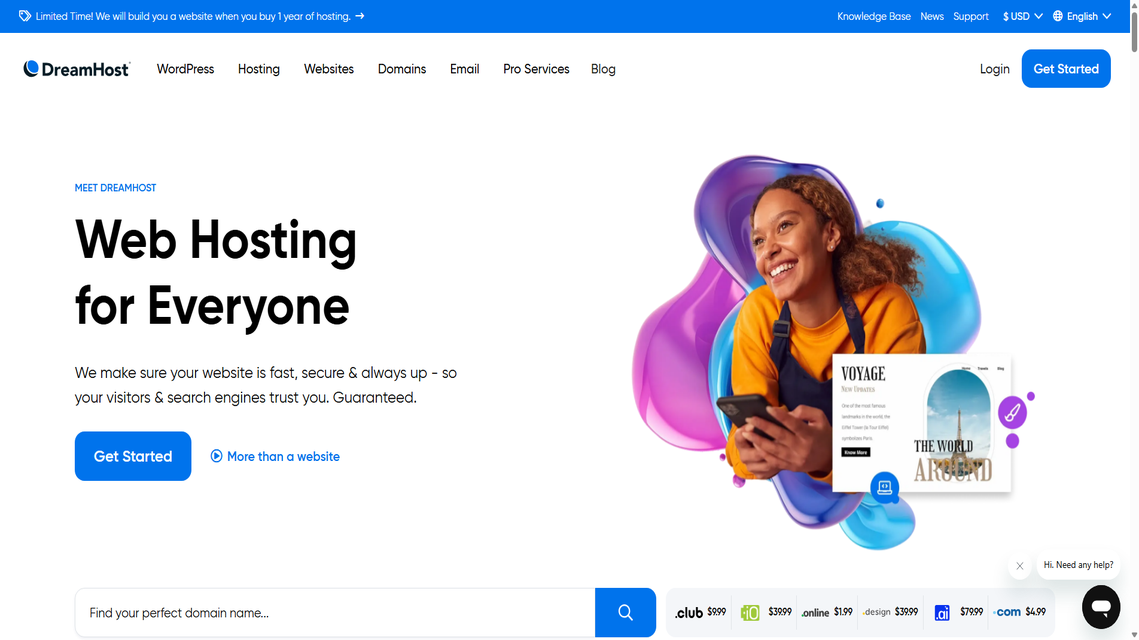 Limited Time! We will build you a website when you buy 1 year of hosting. →
Knowledge Base News Support $ USD English
DreamHost WordPress Hosting Websites Domains Email Pro Services Blog Login Get Started
MEET DREAMHOST
Web Hosting
for Everyone
We make sure your website is fast, secure & always up - so
your visitors & search engines trust you. Guaranteed.
Get Started More than a website
VOYAGE
New Updates
Home Travels Blog
One of the most famous
landmarks in the world, the
Eiffel Tower (la Tour Eiffel)
symbolizes Paris.
Know More
THE WORLD
AROUND
Hi. Need any help?
Find your perfect domain name...
.club $9.99 .io $39.99 .online $1.99 .design $39.99 .ai $79.99 .com $4.99